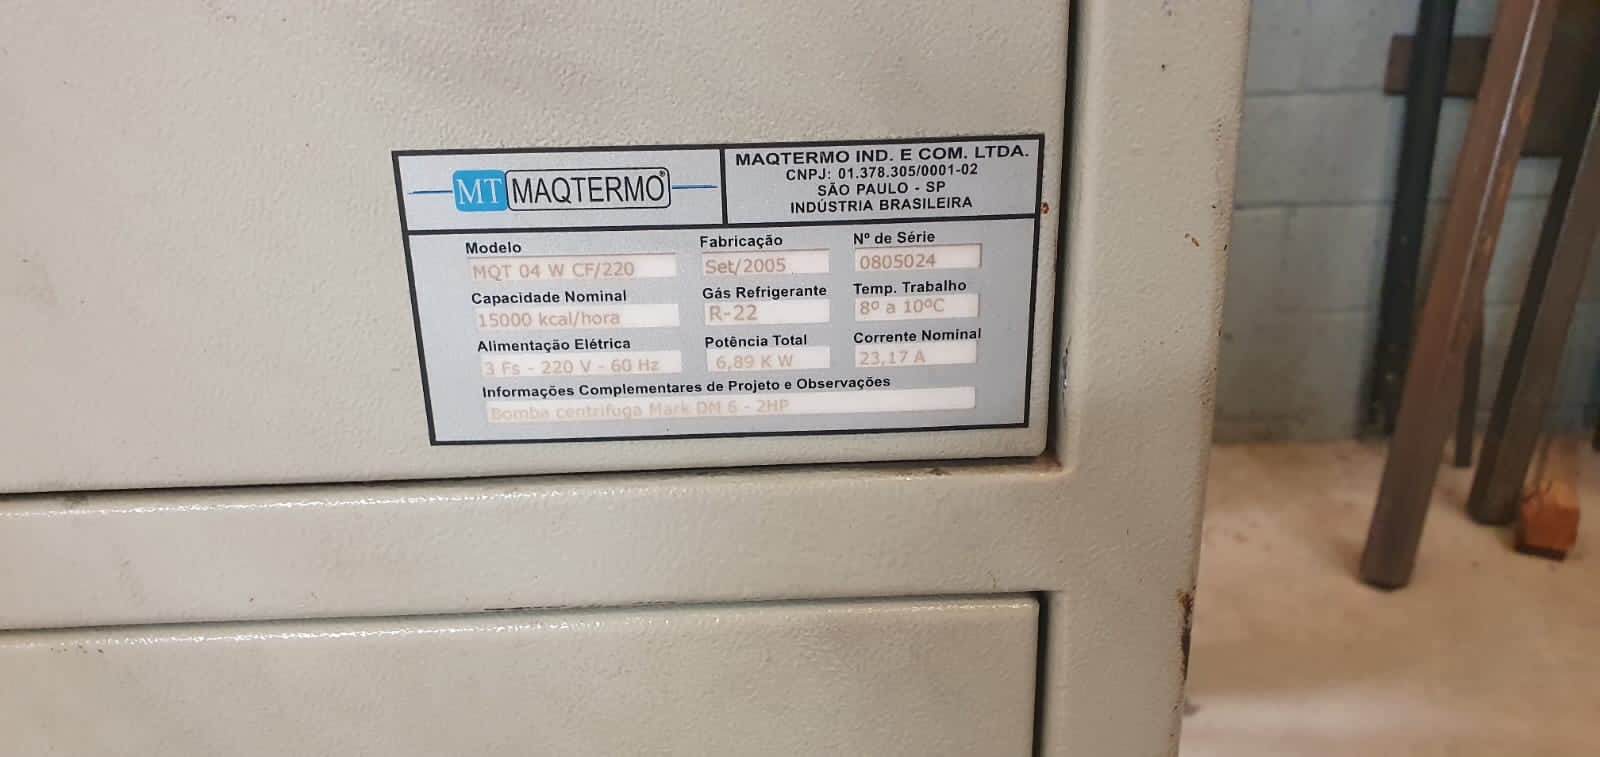 MT MAQTERMO®
MAQTERMO IND. E COM. LTDA.
CNPJ: 01.378.305/0001-02
SÃO PAULO - SP
INDÚSTRIA BRASILEIRA
Modelo
MQT 04 W CF/220
Fabricação
Set/2005
Nº de Série
0805024
Capacidade Nominal
15000 kcal/hora
Gás Refrigerante
R-22
Temp. Trabalho
8º a 10ºC
Alimentação Elétrica
3 Fs - 220 V - 60 Hz
Potência Total
6,89 K W
Corrente Nominal
23,17 A
Informações Complementares de Projeto e Observações
Bomba centrifuga Mark DM 6 - 2HP